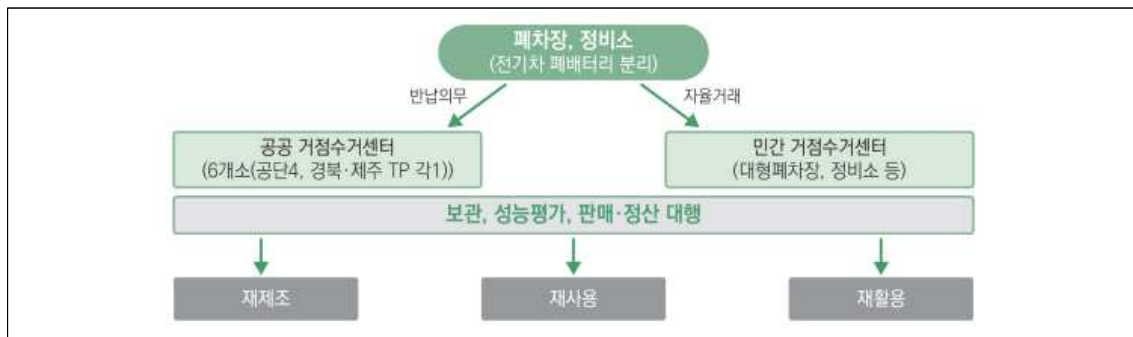 폐차장, 정비소
(전기차 폐배터리 분리)
반납의무
자율거래
공공 거점수거센터
(6개소(공단4, 경북·제주 TP 각1))
민간 거점수거센터
(대형폐차장, 정비소 등)
보관, 성능평가, 판매·정산 대행
재제조
재사용
재활용